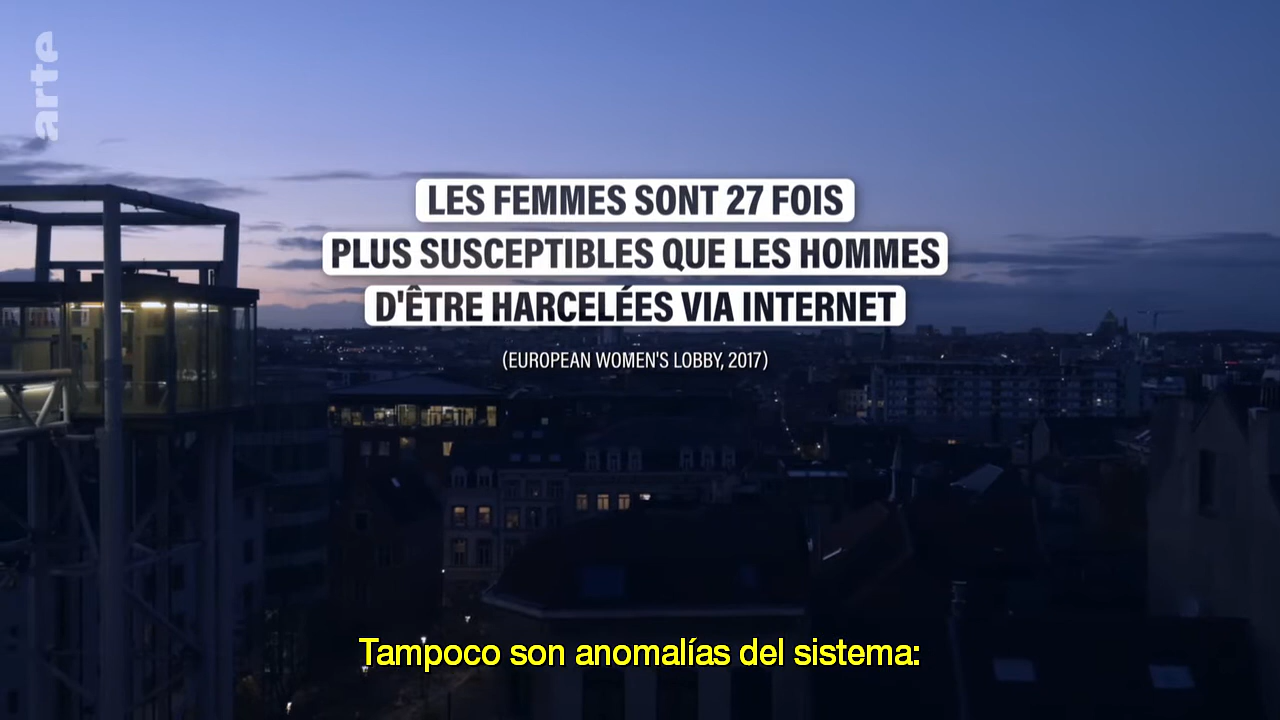 arte
LES FEMMES SONT 27 FOIS
PLUS SUSCEPTIBLES QUE LES HOMMES
D'ÊTRE HARCELÉES VIA INTERNET
(EUROPEAN WOMEN'S LOBBY, 2017)
Tampoco son anomalías del sistema: